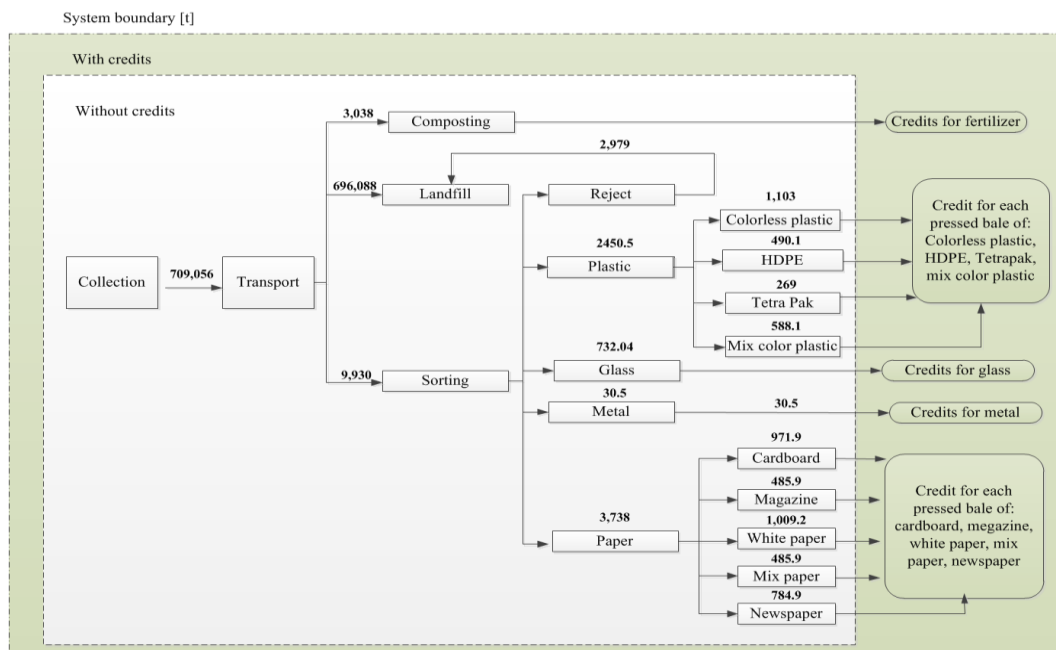 System boundary [t]
With credits
Without credits
3,038
Composting
Credits for fertilizer
2,979
696,088
Landfill
Reject
1,103
Colorless plastic
Credit for each
pressed bale of:
Colorless plastic,
HDPE, Tetrapak,
mix color plastic
2450.5
Plastic
490.1
HDPE
709,056
Collection
Transport
269
Tetra Pak
588.1
Mix color plastic
732.04
Glass
Credits for glass
9,930
Sorting
30.5
Metal
30.5
Credits for metal
971.9
Cardboard
485.9
Magazine
Credit for each
pressed bale of:
cardboard, megazine,
white paper, mix
paper, newspaper
3,738
Paper
1,009.2
White paper
485.9
Mix paper
784.9
Newspaper